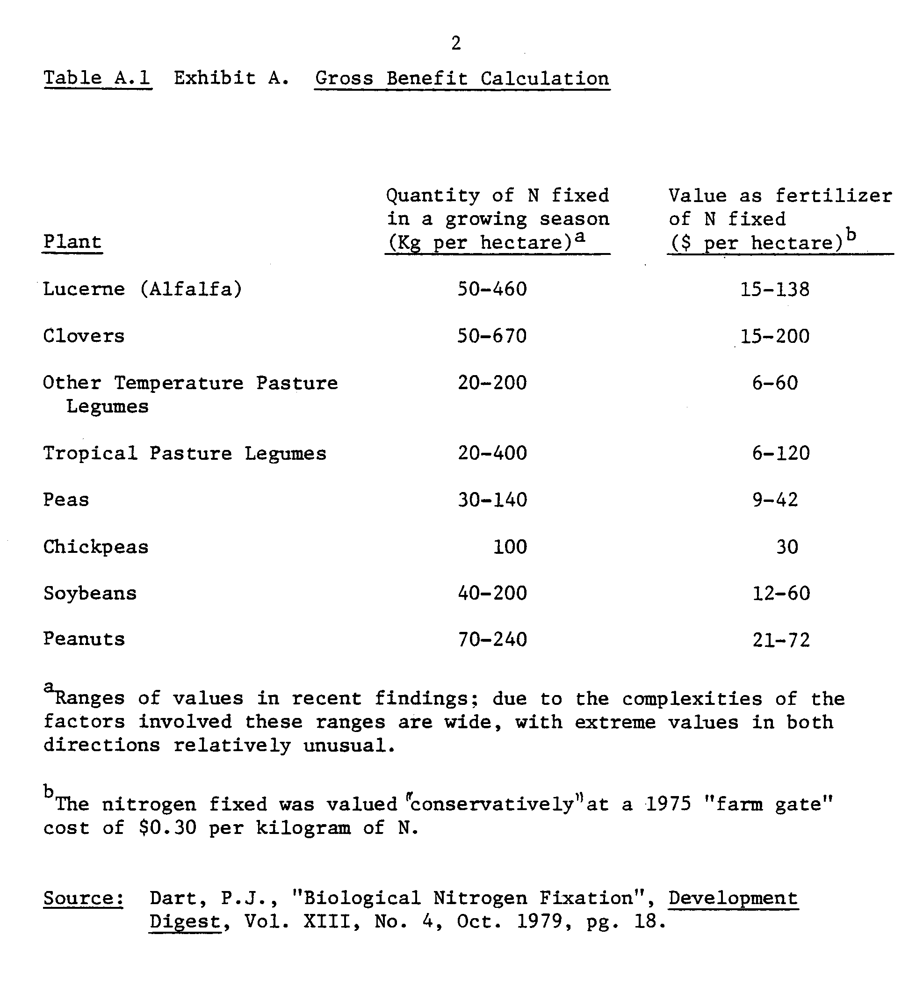 2
Table A.1 Exhibit A. Gross Benefit Calculation
Quantity of N fixed Value as fertilizer
in a growing season of N fixed
Plant (Kg per hectare)a ($ per hectare)b
Lucerne (Alfalfa) 50-460 15-138
Clovers 50-670 15-200
Other Temperature Pasture 20-200 6-60
Legumes
Tropical Pasture Legumes 20-400 6-120
Peas 30-140 9-42
Chickpeas 100 30
Soybeans 40-200 12-60
Peanuts 70-240 21-72
aRanges of values in recent findings; due to the complexities of the
factors involved these ranges are wide, with extreme values in both
directions relatively unusual.
bThe nitrogen fixed was valued "conservatively" at a 1975 "farm gate"
cost of $0.30 per kilogram of N.
Source: Dart, P.J., "Biological Nitrogen Fixation", Development
Digest, Vol. XIII, No. 4, Oct. 1979, pg. 18.